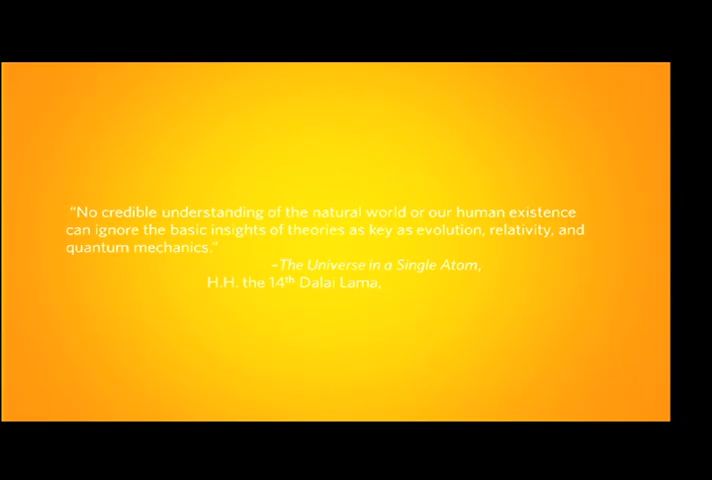 “No credible understanding of the natural world or our human existence
can ignore the basic insights of theories as key as evolution, relativity, and
quantum mechanics.”
–The Universe in a Single Atom,
H.H. the 14th Dalai Lama,